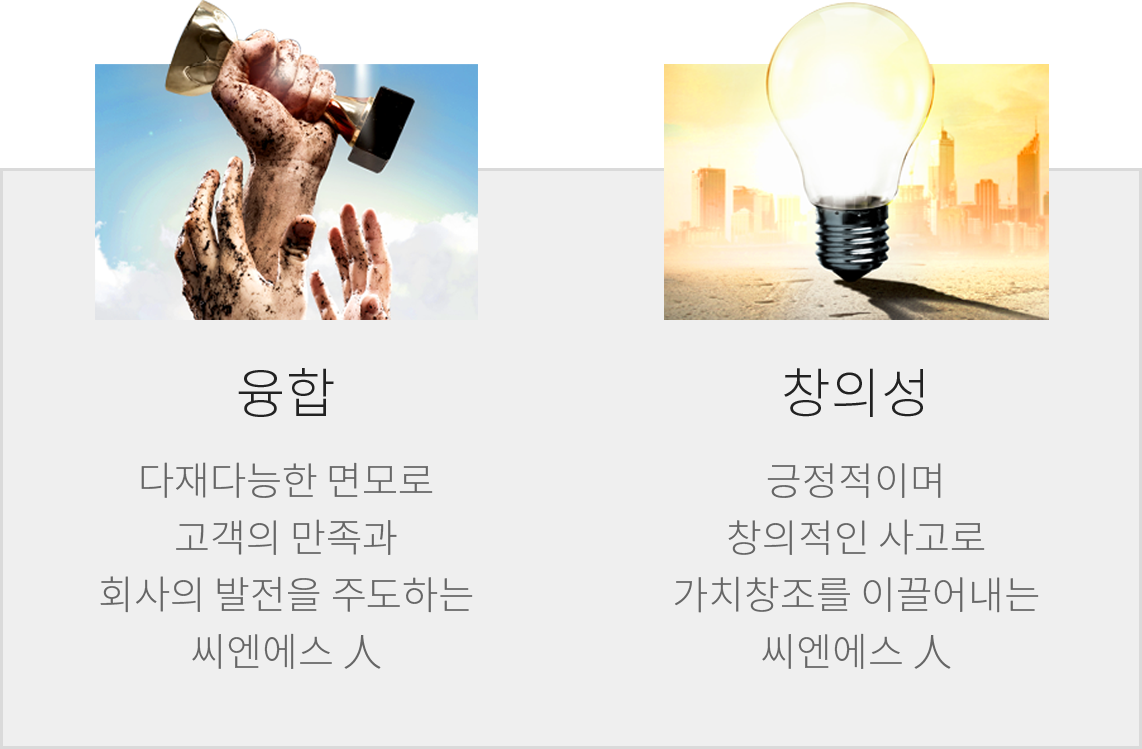 융합
다재다능한 면모로
고객의 만족과
회사의 발전을 주도하는
씨엔에스 人
창의성
긍정적이며
창의적인 사고로
가치창조를 이끌어내는
씨엔에스 人